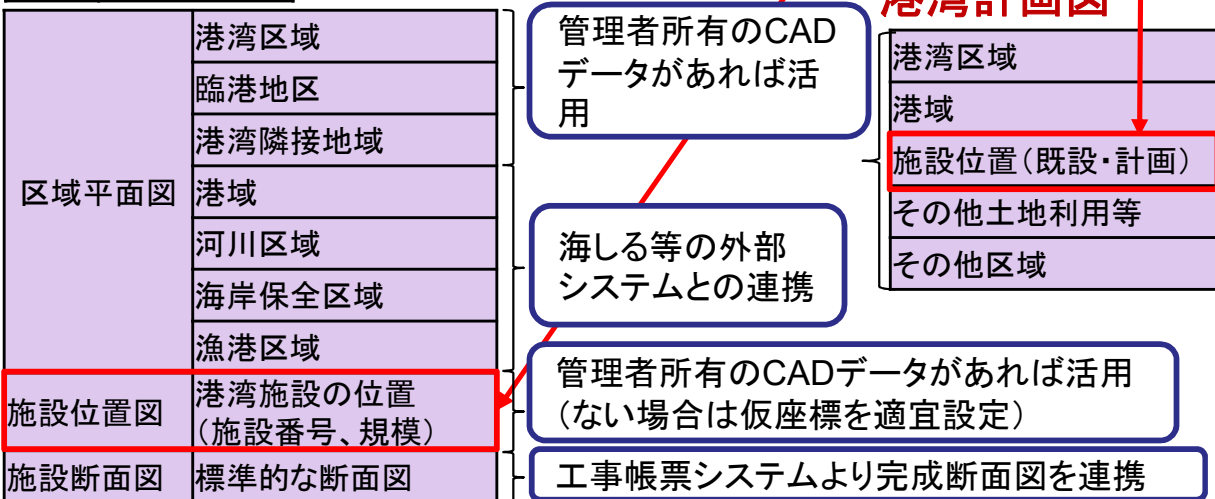 港湾計画図
区域平面図
港湾区域
臨港地区
港湾隣接地域
港域
河川区域
海岸保全区域
漁港区域
施設位置図
港湾施設の位置
（施設番号、規模）
施設断面図
標準的な断面図
管理者所有のCAD
データがあれば活
用
海しる等の外部
システムとの連携
管理者所有のCADデータがあれば活用
（ない場合は仮座標を適宜設定）
工事帳票システムより完成断面図を連携
港湾区域
港域
施設位置（既設・計画）
その他土地利用等
その他区域